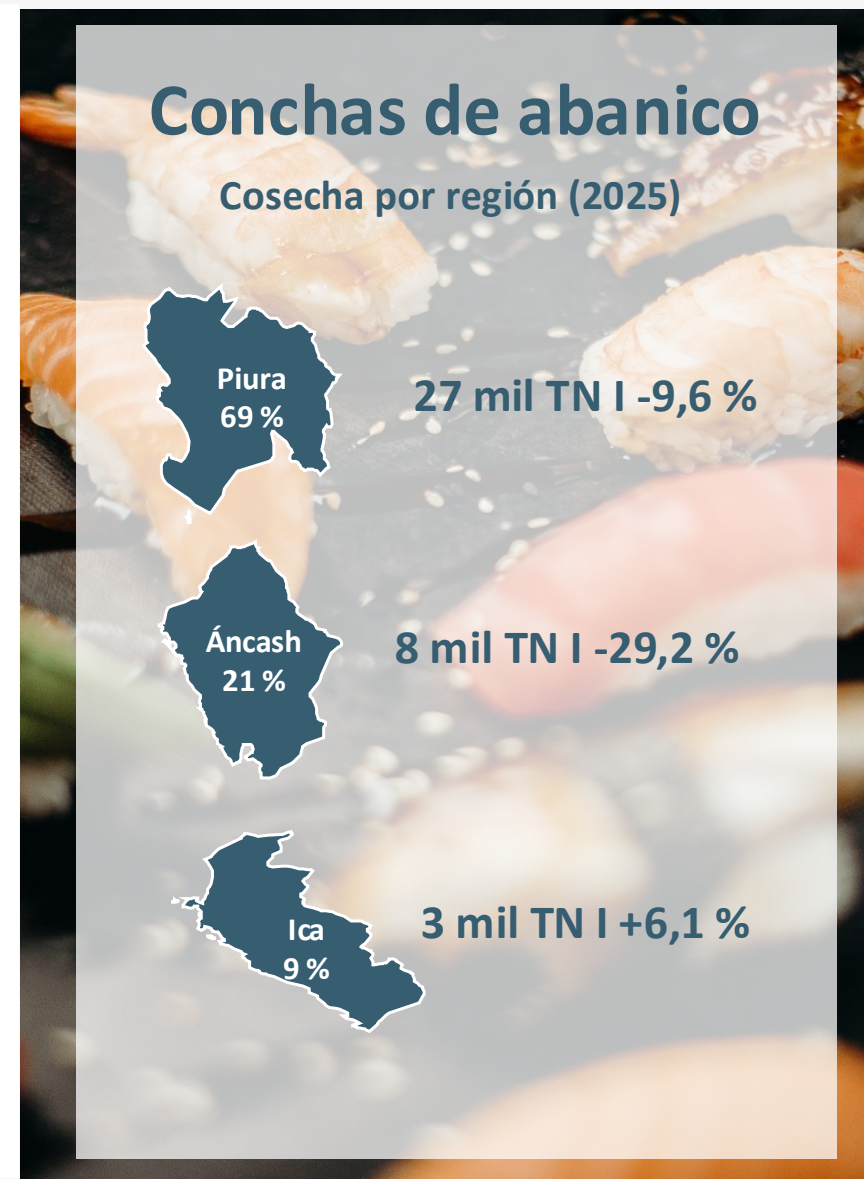 Conchas de abanico
Cosecha por región (2025)
Piura
69 %
27 mil TN I -9,6 %
Áncash
21 %
8 mil TN I -29,2 %
Ica
9 %
3 mil TN I +6,1 %